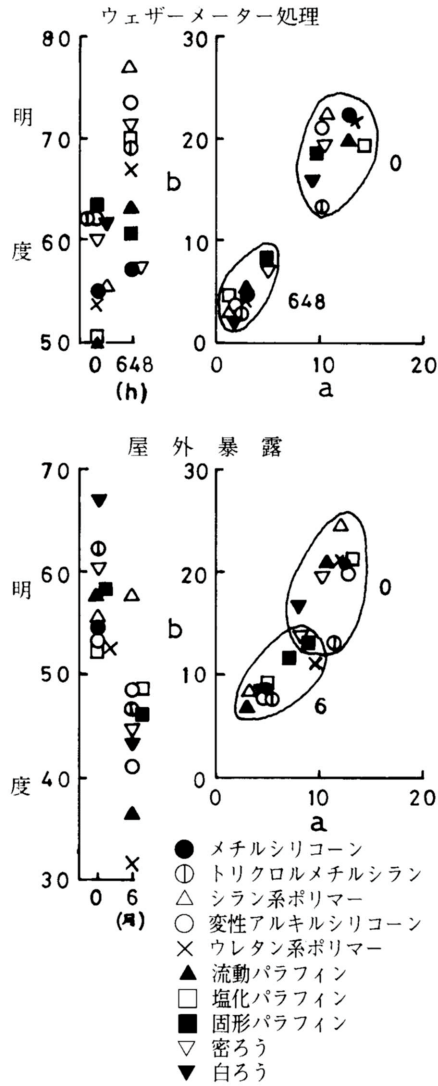 ウェザーメーター処理
明度
80
70
60
50
0 648
(h)
b
30
20
10
0
0
648
0 10 20
a
屋外暴露
明度
70
60
50
40
30
0 6
(月)
b
30
20
10
0
0
6
0 10 20
a
メチルシリコーン
トリクロルメチルシラン
シラン系ポリマー
変性アルキルシリコーン
ウレタン系ポリマー
流動パラフィン
塩化パラフィン
固形パラフィン
密ろう
白ろう